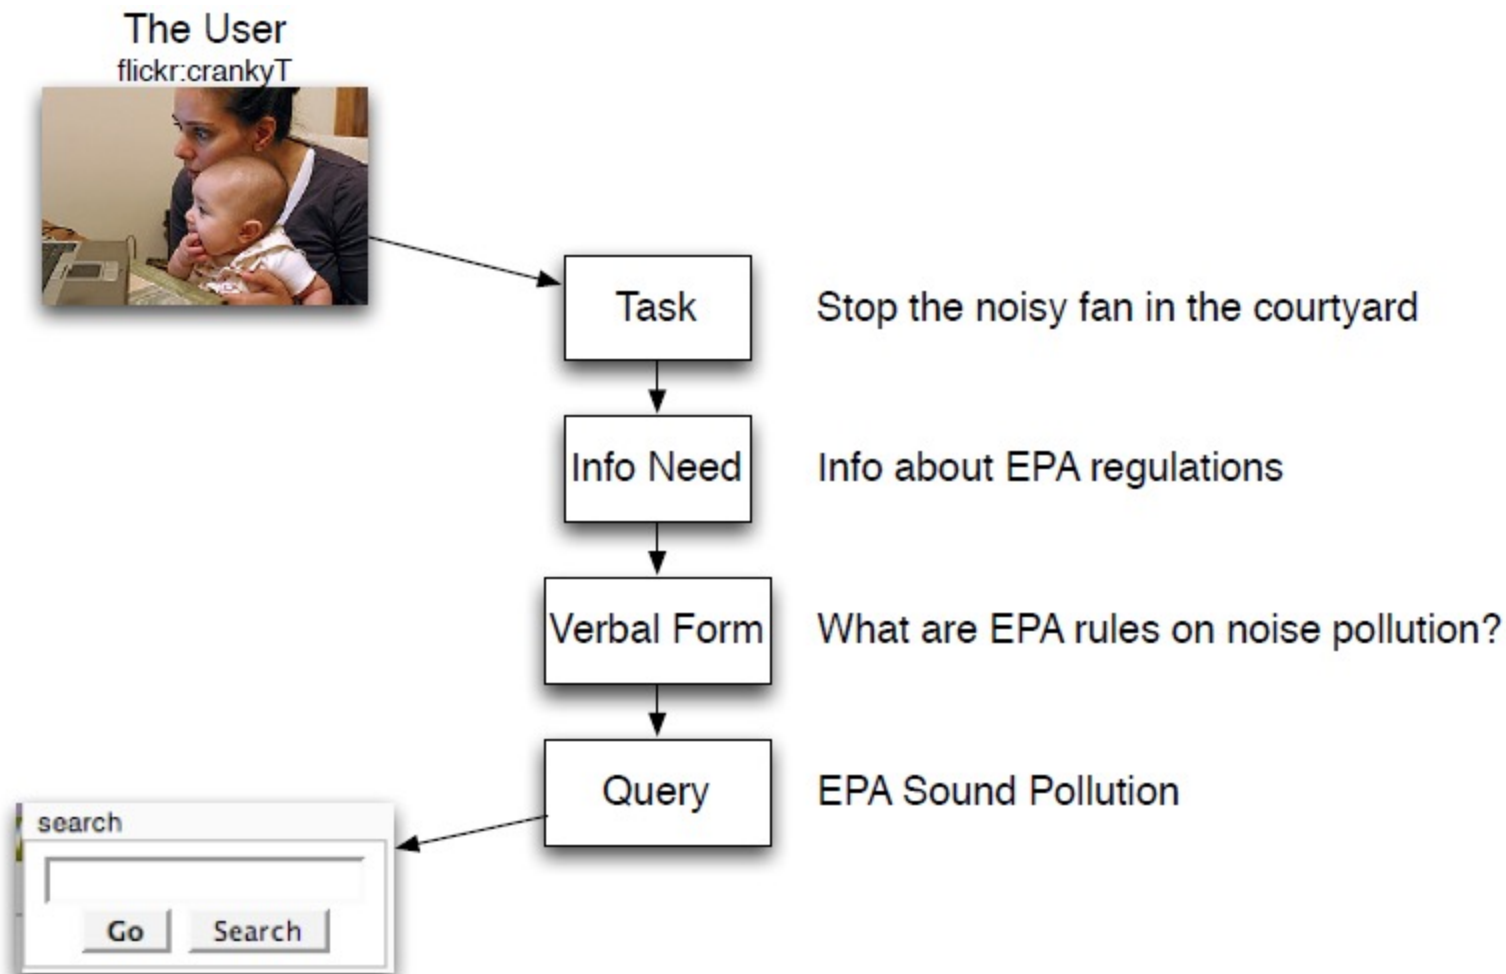 The User
flickr:crankyT
Task
Stop the noisy fan in the courtyard
Info Need
Info about EPA regulations
Verbal Form
What are EPA rules on noise pollution?
Query
EPA Sound Pollution
search
Go
Search